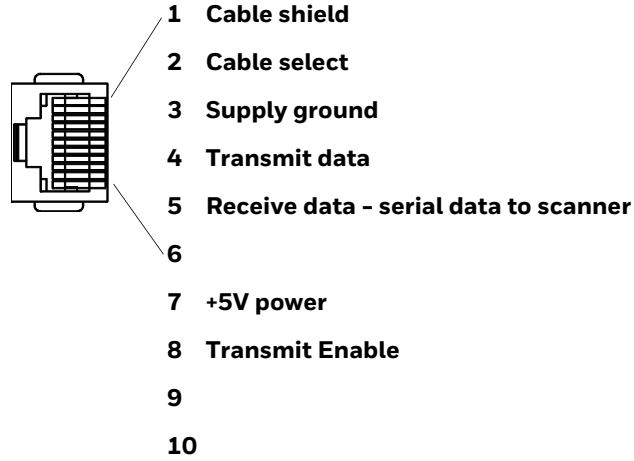 1 Cable shield
2 Cable select
3 Supply ground
4 Transmit data
5 Receive data - serial data to scanner
6
7 +5V power
8 Transmit Enable
9
10